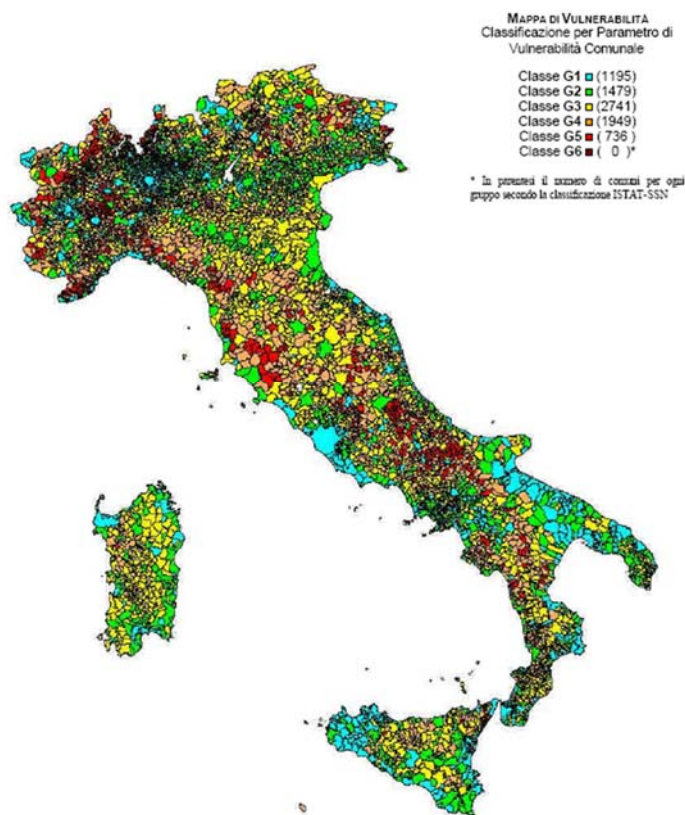 MAPPA DI VULNERABILITÀ
Classificazione per Parametro di
Vulnerabilità Comunale
Classe G1 (1195)
Classe G2 (1479)
Classe G3 (2741)
Classe G4 (1949)
Classe G5 ( 736 )
Classe G6 ( 0 )*
* In parentesi il numero di comuni per ogni
gruppo secondo la classificazione ISTAT-SSN